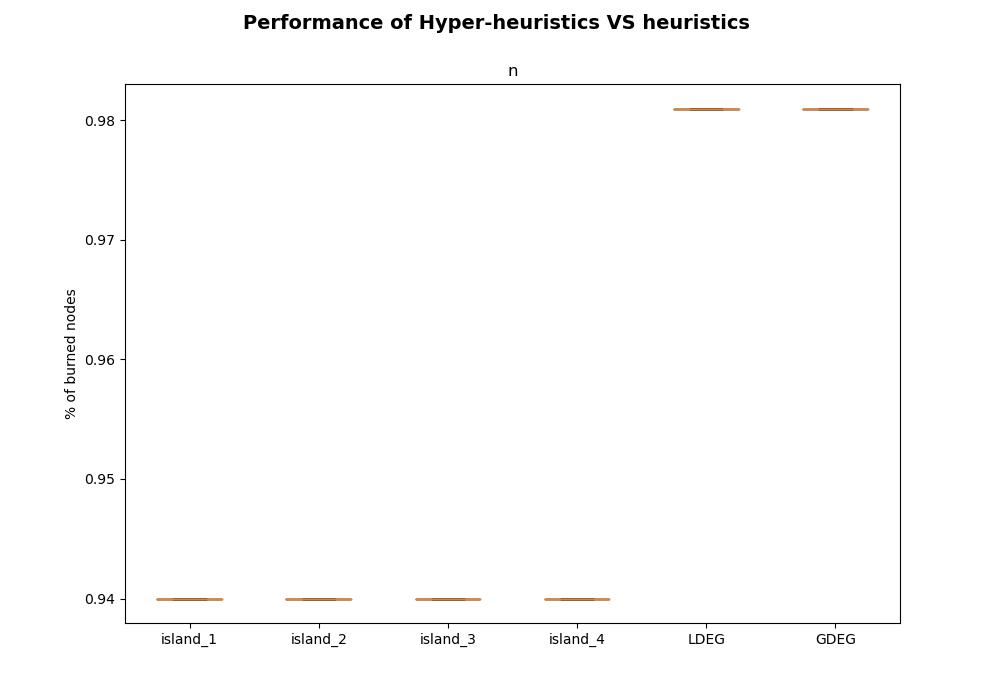 Performance of Hyper-heuristics VS heuristics
n
0.98
0.97
0.96
0.95
0.94
% of burned nodes
island_1 island_2 island_3 island_4 LDEG GDEG